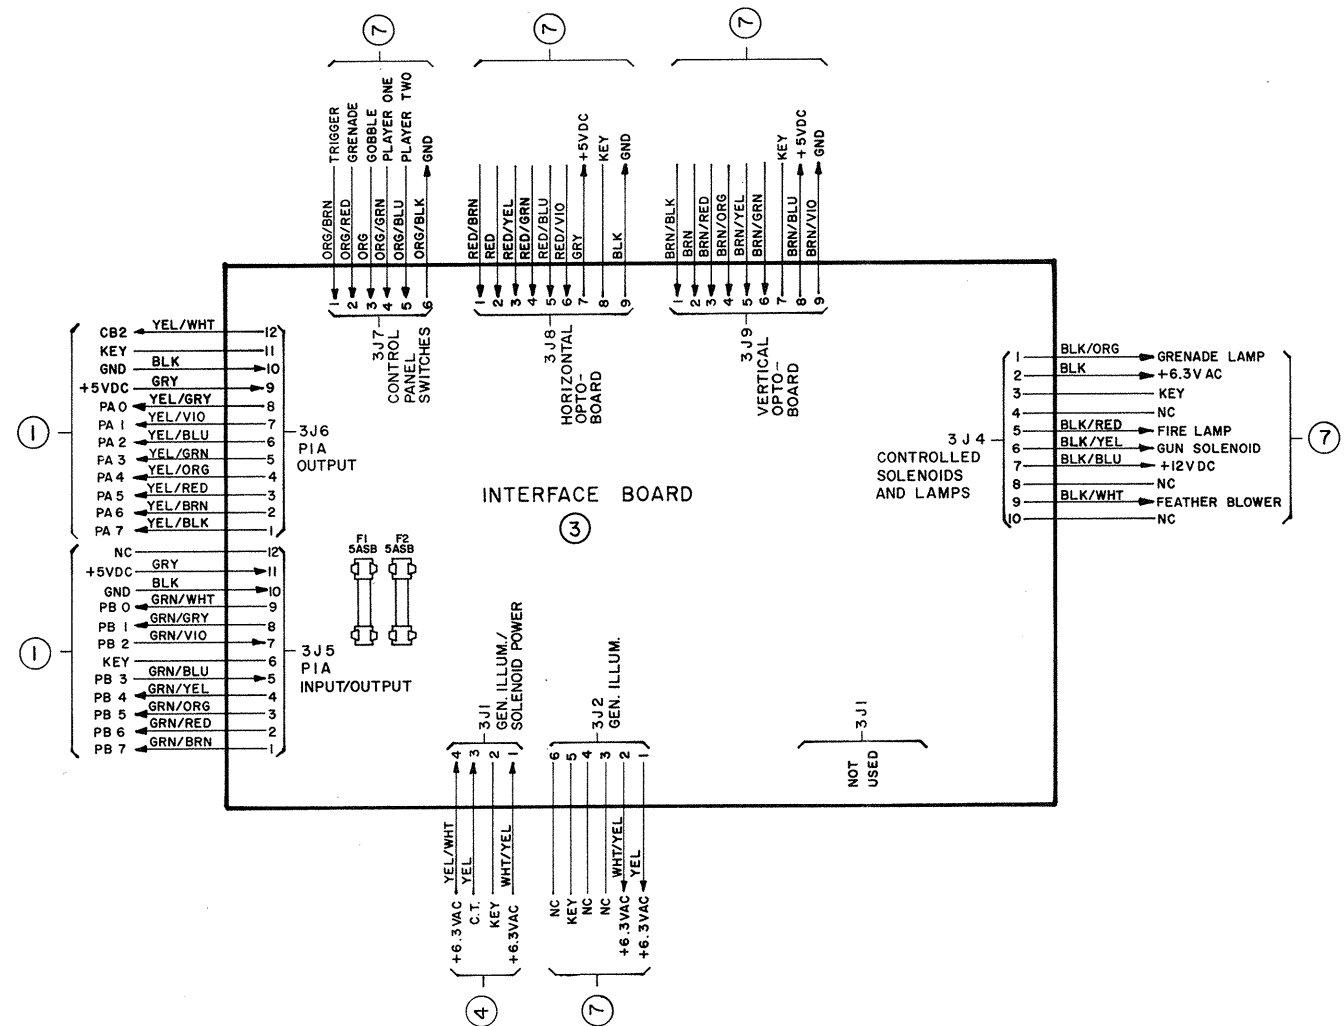 7
7
7
TRIGGER
GRENADE
GOBBLE
PLAYER ONE
PLAYER TWO
GND
ORG/BRN
ORG/RED
ORG
ORG/GRN
ORG/BLU
ORG/BLK
1
2
3
4
5
6
3J7
CONTROL
PANEL
SWITCHES
+5VDC
KEY
GND
RED/BRN
RED
RED/YEL
RED/GRN
RED/BLU
RED/VIO
GRY
BLK
1
2
3
4
5
6
7
8
9
3J8
HORIZONTAL
OPTO-
BOARD
KEY
+5VDC
GND
BRN/BLK
BRN
BRN/RED
BRN/ORG
BRN/YEL
BRN/GRN
BRN/BLU
BRN/VIO
1
2
3
4
5
6
7
8
9
3J9
VERTICAL
OPTO-
BOARD
1
CB2 YEL/WHT 12
KEY 11
GND BLK 10
+5VDC GRY 9
PA 0 YEL/GRY 8
PA 1 YEL/VIO 7
PA 2 YEL/BLU 6
PA 3 YEL/GRN 5
PA 4 YEL/ORG 4
PA 5 YEL/RED 3
PA 6 YEL/BRN 2
PA 7 YEL/BLK 1
3J6
PIA
OUTPUT
1
NC 12
+5VDC GRY 11
GND BLK 10
PB 0 GRN/WHT 9
PB 1 GRN/GRY 8
PB 2 GRN/VIO 7
KEY 6
PB 3 GRN/BLU 5
PB 4 GRN/YEL 4
PB 5 GRN/ORG 3
PB 6 GRN/RED 2
PB 7 GRN/BRN 1
3J5
PIA
INPUT/OUTPUT
F1
5ASB
F2
5ASB
INTERFACE BOARD
3
3J4
CONTROLLED
SOLENOIDS
AND LAMPS
1 BLK/ORG GRENADE LAMP
2 BLK +6.3V AC
3 KEY
4 NC
5 BLK/RED FIRE LAMP
6 BLK/YEL GUN SOLENOID
7 BLK/BLU +12VDC
8 NC
9 BLK/WHT FEATHER BLOWER
10 NC
7
3J1
GEN. ILLUM./
SOLENOID POWER
4
3
2
1
YEL/WHT
YEL
WHT/YEL
+6.3VAC
C.T.
KEY
+6.3VAC
4
3J2
GEN. ILLUM.
6
5
4
3
2
1
WHT/YEL
YEL
NC
KEY
NC
NC
+6.3VAC
+6.3VAC
7
3J1
NOT
USED